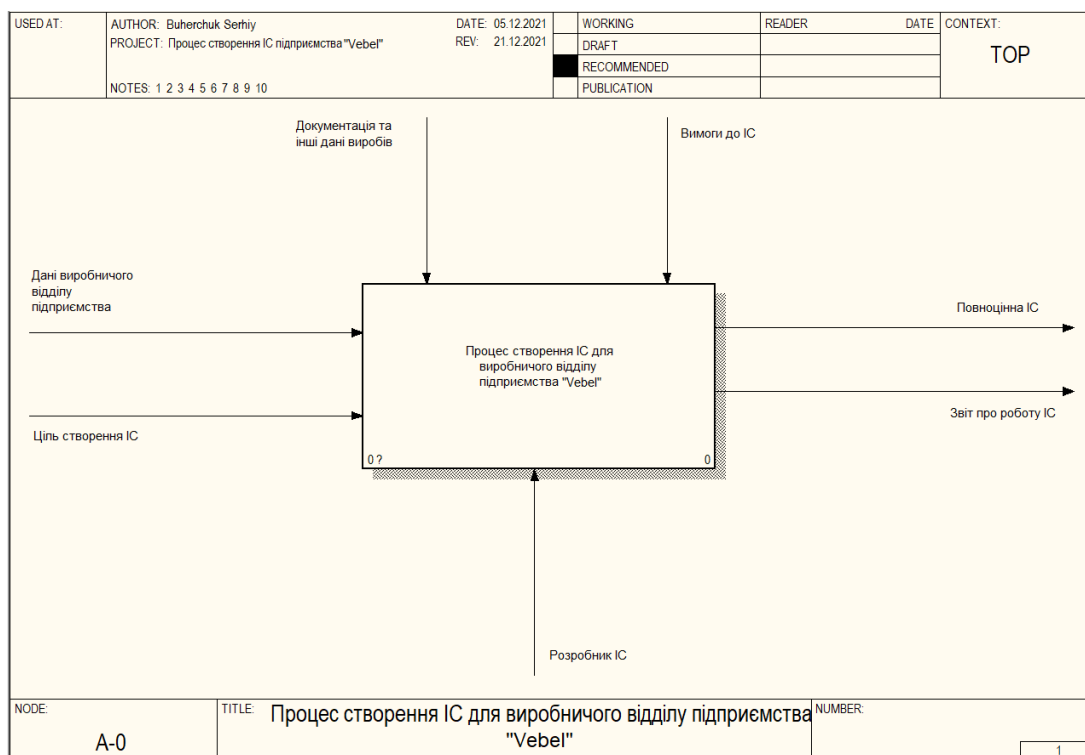 USED AT:
AUTHOR: Buherchuk Serhiy
DATE: 05.12.2021
PROJECT: Процес створення ІС підприємства "Vebel"
REV: 21.12.2021
NOTES: 1 2 3 4 5 6 7 8 9 10
WORKING
DRAFT
RECOMMENDED
PUBLICATION
READER DATE
CONTEXT:
TOP
Документація та
інші дані виробів
Вимоги до ІС
Дані виробничого
відділу
підприємства
Ціль створення ІС
Процес створення ІС для
виробничого відділу
підприємства "Vebel"
0 ?
0
Повноцінна ІС
Звіт про роботу ІС
Розробник ІС
NODE:
A-0
TITLE:
Процес створення ІС для виробничого відділу підприємства
"Vebel"
NUMBER:
1